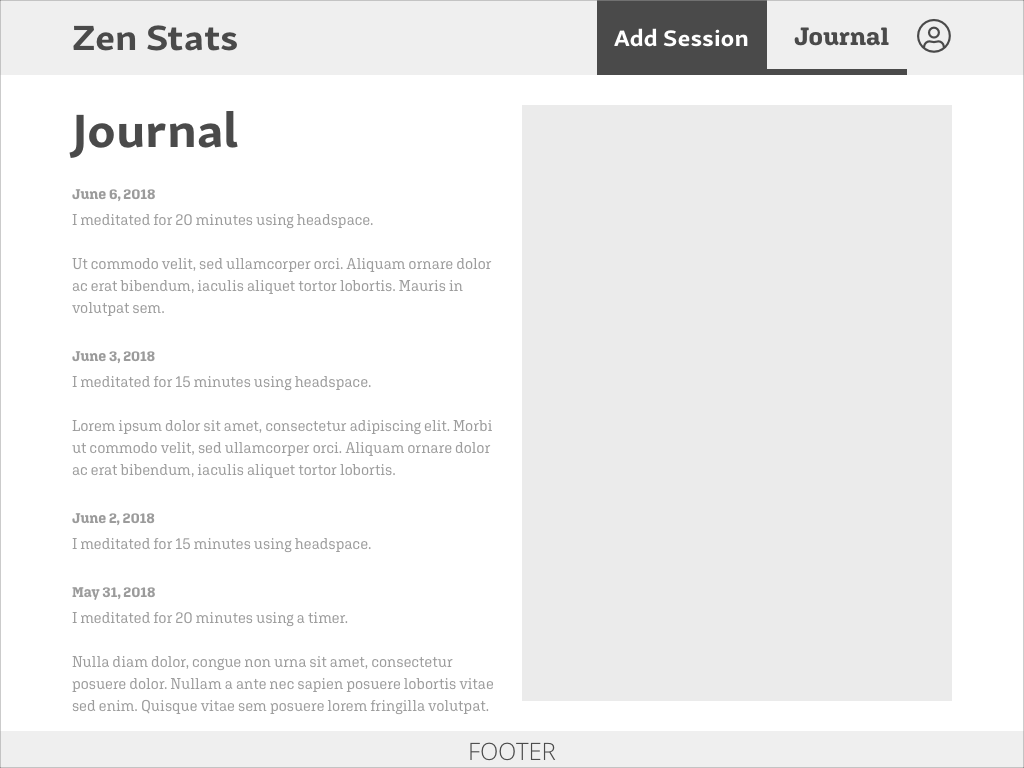 Zen Stats
Add Session
Journal
Journal
June 6, 2018
I meditated for 20 minutes using headspace.
Ut commodo velit, sed ullamcorper orci. Aliquam ornare dolor
ac erat bibendum, iaculis aliquet tortor lobortis. Mauris in
volutpat sem.
June 3, 2018
I meditated for 15 minutes using headspace.
Lorem ipsum dolor sit amet, consectetur adipiscing elit. Morbi
ut commodo velit, sed ullamcorper orci. Aliquam ornare dolor
ac erat bibendum, iaculis aliquet tortor lobortis.
June 2, 2018
I meditated for 15 minutes using headspace.
May 31, 2018
I meditated for 20 minutes using a timer.
Nulla diam dolor, congue non urna sit amet, consectetur
posuere dolor. Nullam a ante nec sapien posuere lobortis vitae
sed enim. Quisque vitae sem posuere lorem fringilla volutpat.
FOOTER